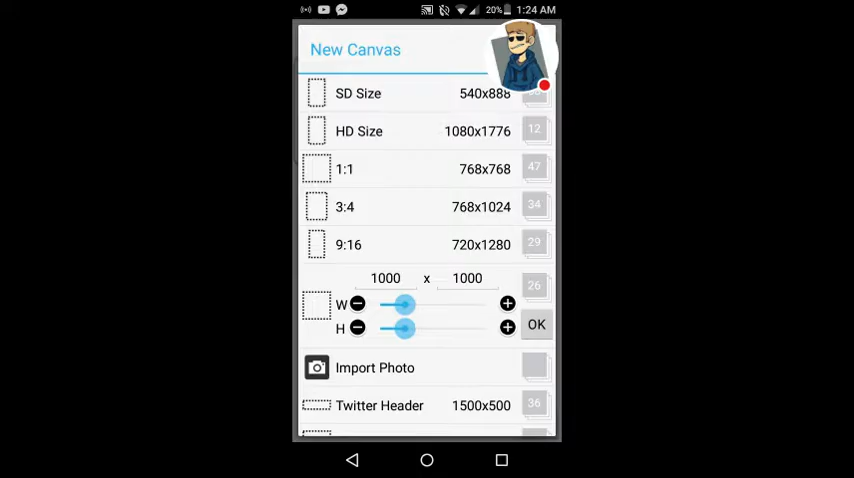 20% 1:24 AM
New Canvas
SD Size 540x888
HD Size 1080x1776 12
1:1 768x768 47
3:4 768x1024 34
9:16 720x1280 29
1000 x 1000 26
W
H OK
Import Photo
Twitter Header 1500x500 36